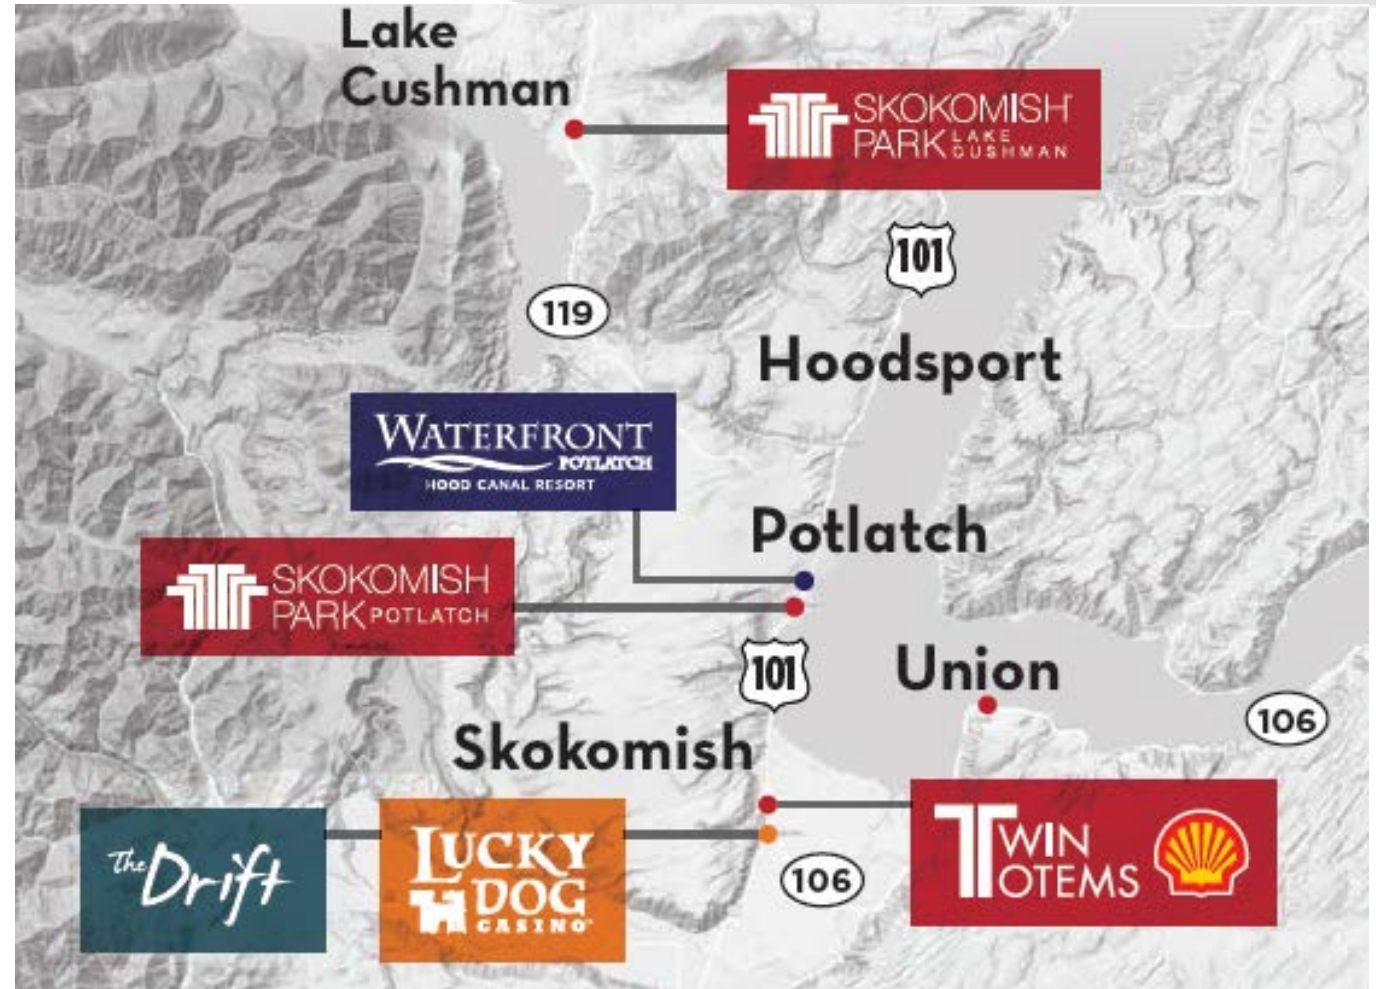 Lake
Cushman
SKOKOMISH
PARK LAKE
CUSHMAN
101
119
Hoodsport
WATERFRONT
POTLATCH
HOOD CANAL RESORT
Potlatch
SKOKOMISH
PARK POTLATCH
101
Union
106
Skokomish
The Drift
LUCKY
DOG
CASINO
106
TWIN
TOTEMS